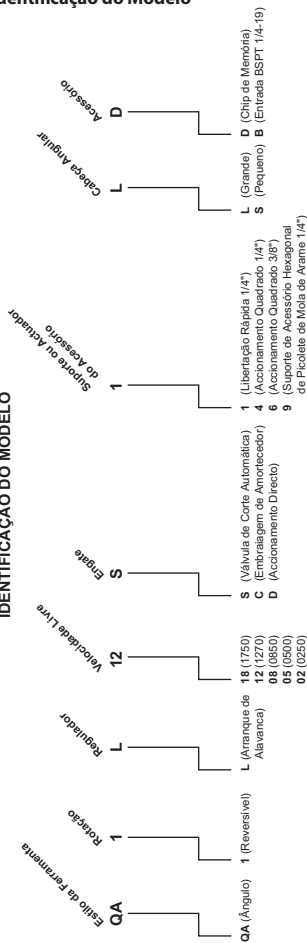 Identificação do Modelo
IDENTIFICAÇÃO DO MODELO
Estilo da Ferramenta
QA
QA (Ângulo)
Rotação
1
1 (Reversível)
Regulador
L
L (Arranque de
Alavanca)
Velocidade Livre
12
18 (1750)
12 (1270)
08 (0850)
05 (0500)
02 (0250)
Engate
S
S (Válvula de Corte Automática)
C (Embraiagem de Amortecedor)
D (Accionamento Directo)
Suporte ou Actuador
do Acessório
1
1 (Libertação Rápida 1/4")
4 (Accionamento Quadrado 1/4")
6 (Accionamento Quadrado 3/8")
9 (Suporte de Acessório Hexagonal
de Picolete de Mola de Arame 1/4")
Cabeça Angular
L
L (Grande)
S (Pequeno)
Acessório
D
D (Chip de Memória)
B (Entrada BSPT 1/4-19)